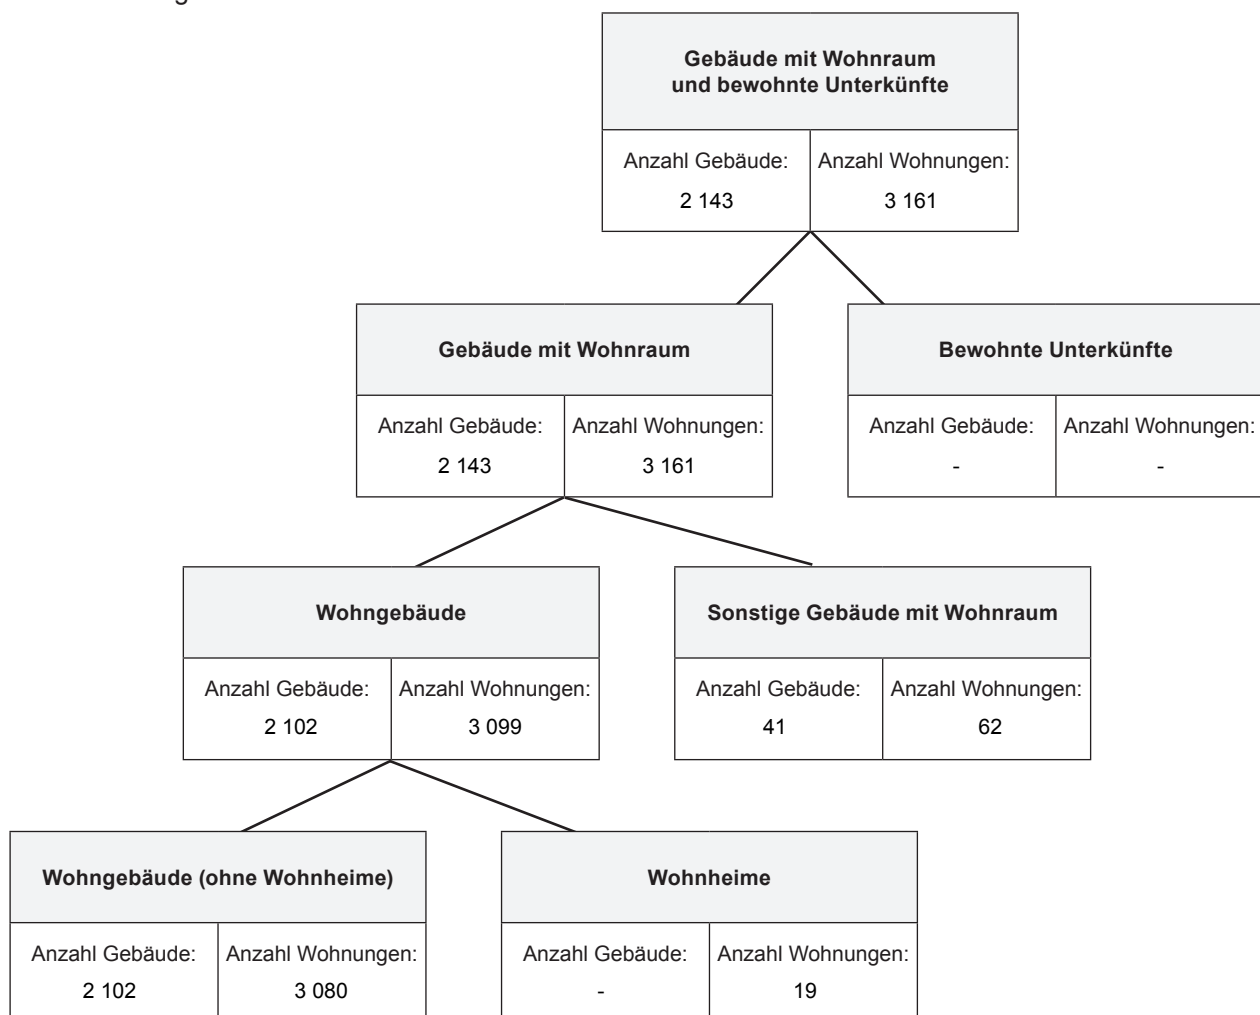 Gebäude mit Wohnraum
und bewohnte Unterkünfte
Anzahl Gebäude: Anzahl Wohnungen:
2 143 3 161
Gebäude mit Wohnraum
Anzahl Gebäude: Anzahl Wohnungen:
2 143 3 161
Bewohnte Unterkünfte
Anzahl Gebäude: Anzahl Wohnungen:
- -
Wohngebäude
Anzahl Gebäude: Anzahl Wohnungen:
2 102 3 099
Sonstige Gebäude mit Wohnraum
Anzahl Gebäude: Anzahl Wohnungen:
41 62
Wohngebäude (ohne Wohnheime)
Anzahl Gebäude: Anzahl Wohnungen:
2 102 3 080
Wohnheime
Anzahl Gebäude: Anzahl Wohnungen:
- 19